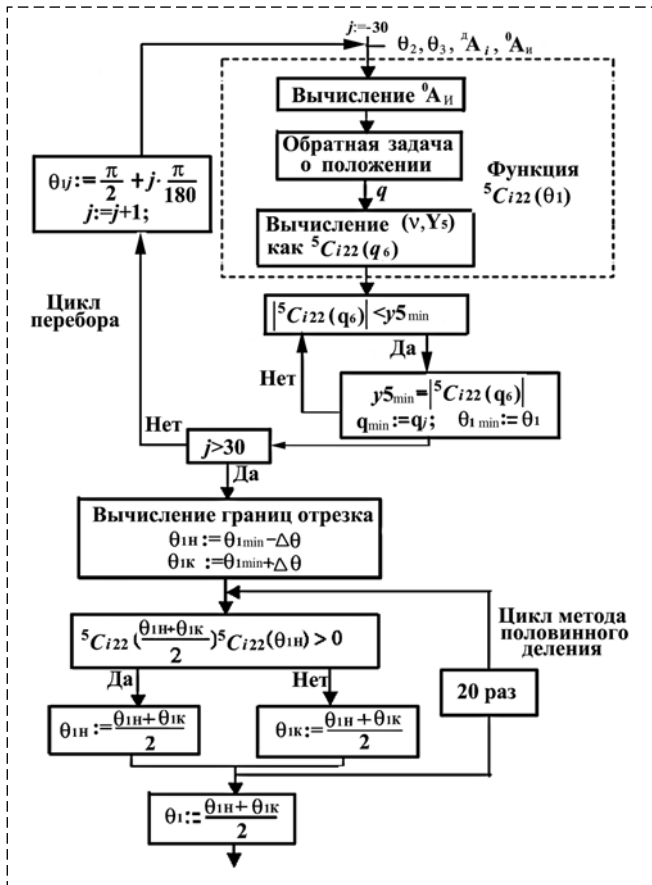 j:=-30
θ₂, θ₃, ᴰA i, ⁰Aи
Вычисление ⁰AИ
Обратная задача
о положении
q
Вычисление (ν,Y₅)
как ⁵Ci22(q₆)
Функция
⁵Ci22(θ₁)
θ₁j:= π/2 + j· π/180
j:=j+1;
Цикл
перебора
|⁵Ci22(q₆)| <y5min
Да
Нет
y5min=|⁵Ci22(q₆)|
qmin:=qj; θ₁ min:=θ₁
Нет
j>30
Да
Вычисление границ отрезка
θ₁Н:=θ₁min−Δθ
θ₁К :=θ₁min+Δθ
⁵Ci22((θ₁Н+θ₁К)/2)⁵Ci22(θ₁Н) > 0
Цикл метода
половинного
деления
Да
Нет
20 раз
θ₁Н := (θ₁Н+θ₁К)/2
θ₁К:= (θ₁Н+θ₁К)/2
θ₁:= (θ₁Н+θ₁К)/2